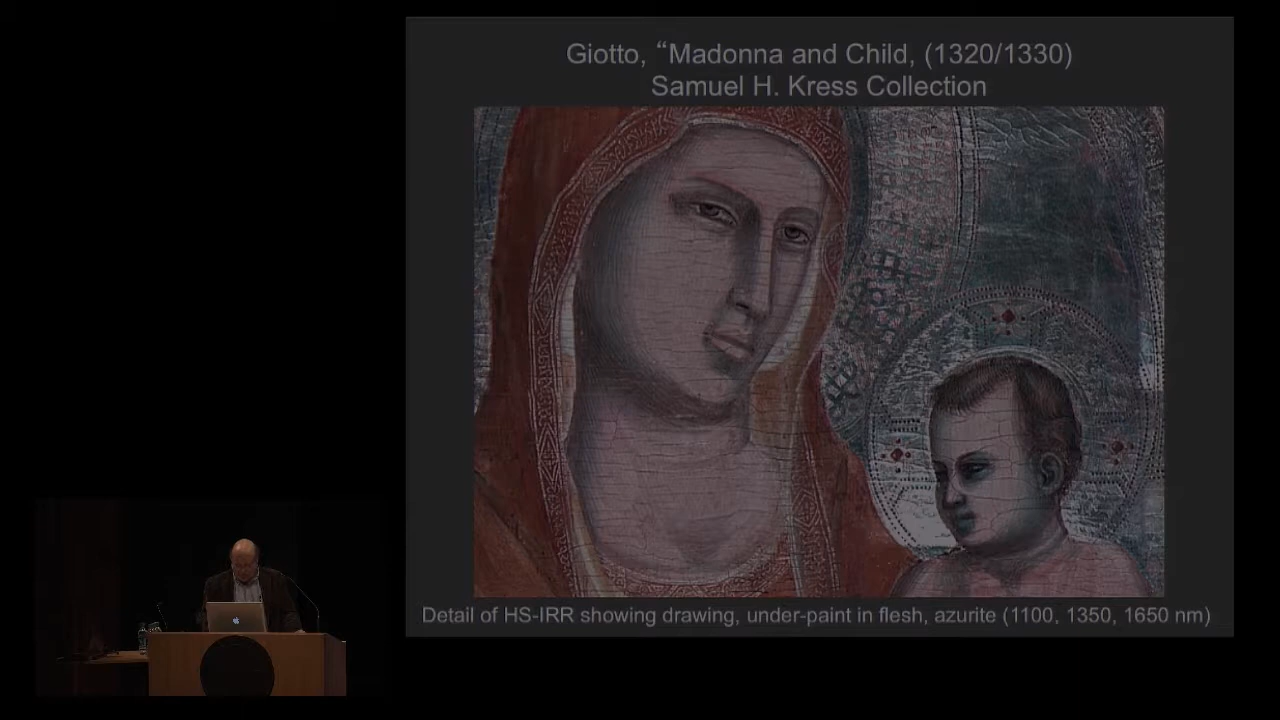 Giotto, “Madonna and Child, (1320/1330)
Samuel H. Kress Collection
Detail of HS-IRR showing drawing, under-paint in flesh, azurite (1100, 1350, 1650 nm)